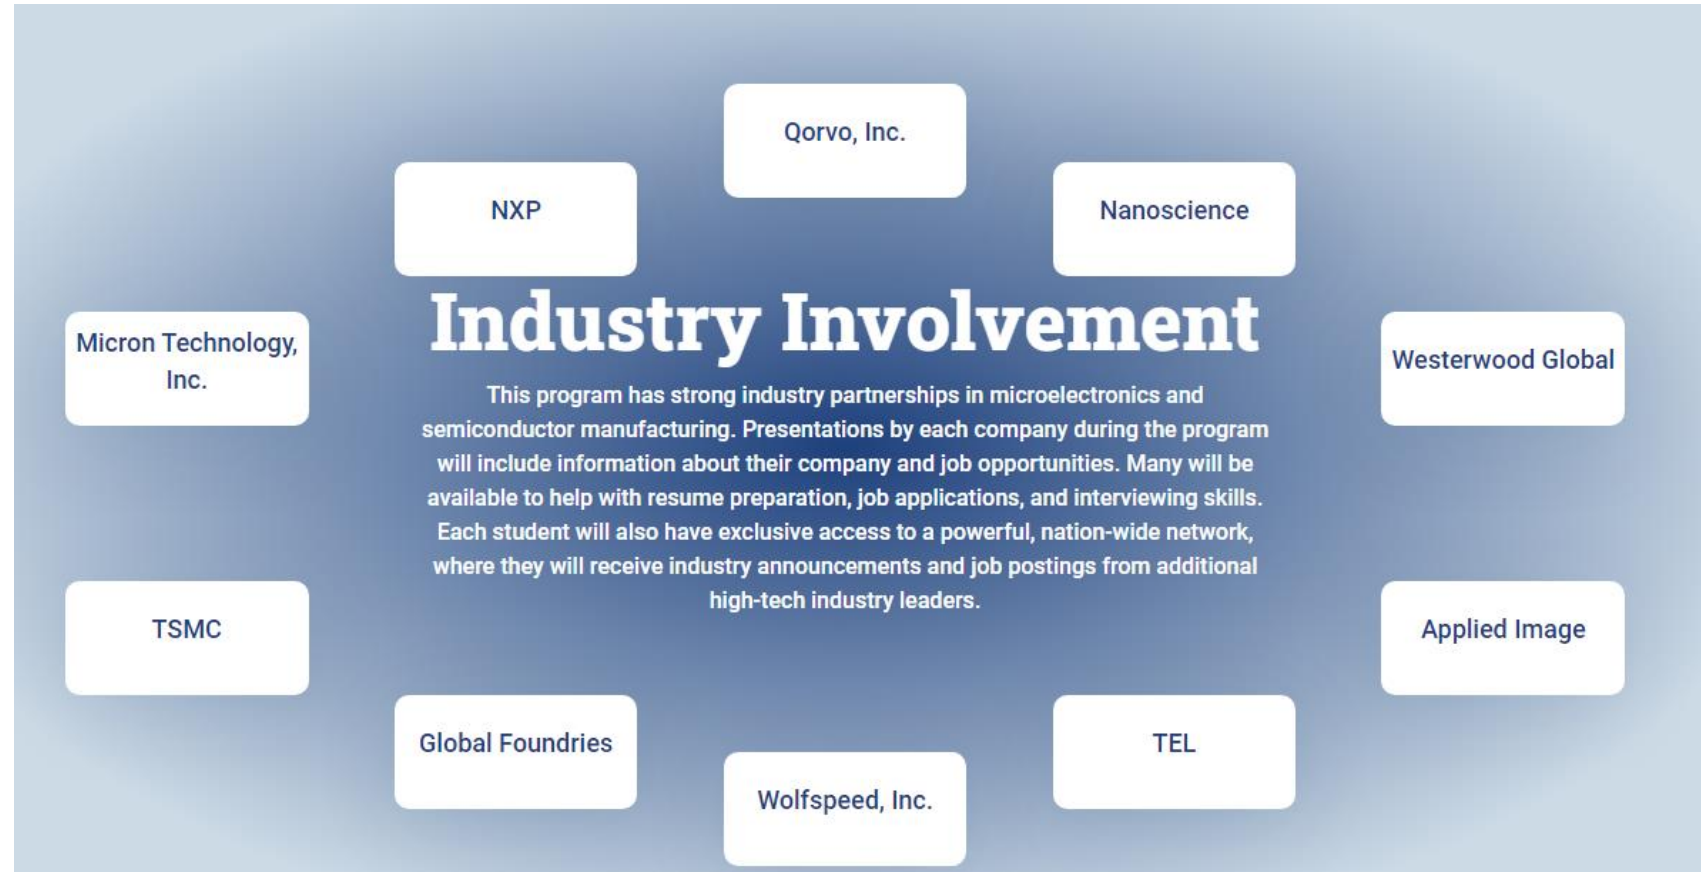 Qorvo, Inc.
NXP
Nanoscience
Industry Involvement
Micron Technology,
Inc.
Westerwood Global
This program has strong industry partnerships in microelectronics and
semiconductor manufacturing. Presentations by each company during the program
will include information about their company and job opportunities. Many will be
available to help with resume preparation, job applications, and interviewing skills.
Each student will also have exclusive access to a powerful, nation-wide network,
where they will receive industry announcements and job postings from additional
high-tech industry leaders.
TSMC
Applied Image
Global Foundries
TEL
Wolfspeed, Inc.